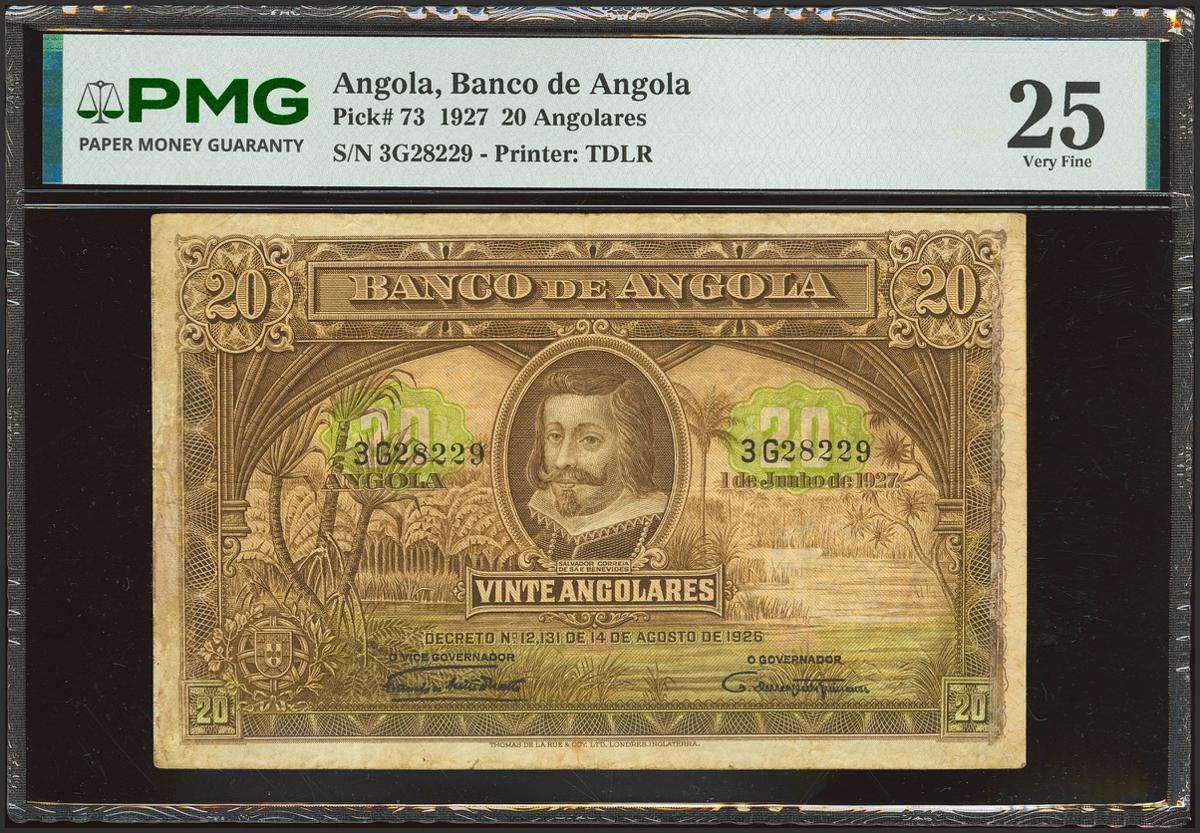 PMG
PAPER MONEY GUARANTY
Angola, Banco de Angola
Pick# 73 1927 20 Angolares
S/N 3G28229 - Printer: TDLR
25
Very Fine
20
BANCO DE ANGOLA
20
20
20
3G28229
3G28229
ANGOLA
1 de Junho de 1927
SALVADOR CORREIA
DE SA E BENEVIDES
VINTE ANGOLARES
DECRETO Nº 12,131 DE 14 DE AGOSTO DE 1926
O VICE GOVERNADOR
O GOVERNADOR
20
20
THOMAS DE LA RUE & COY. LTD. LONDRES, INGLATERRA.